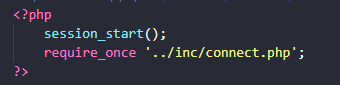 <?php
session_start();
require_once '../inc/connect.php';
?>